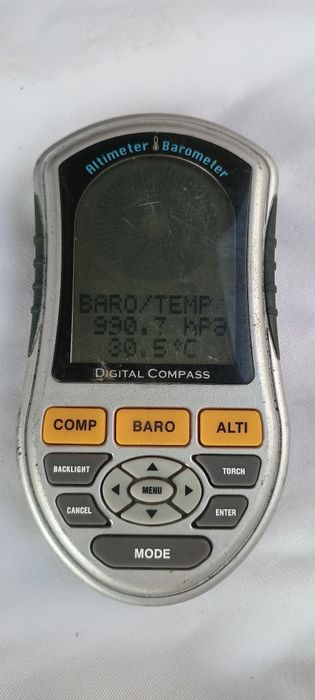 Altimeter Barometer
BARO/TEMP
990.7 hPa
30.5°C
DIGITAL COMPASS
COMP BARO ALTI
BACKLIGHT TORCH
MENU
CANCEL ENTER
MODE